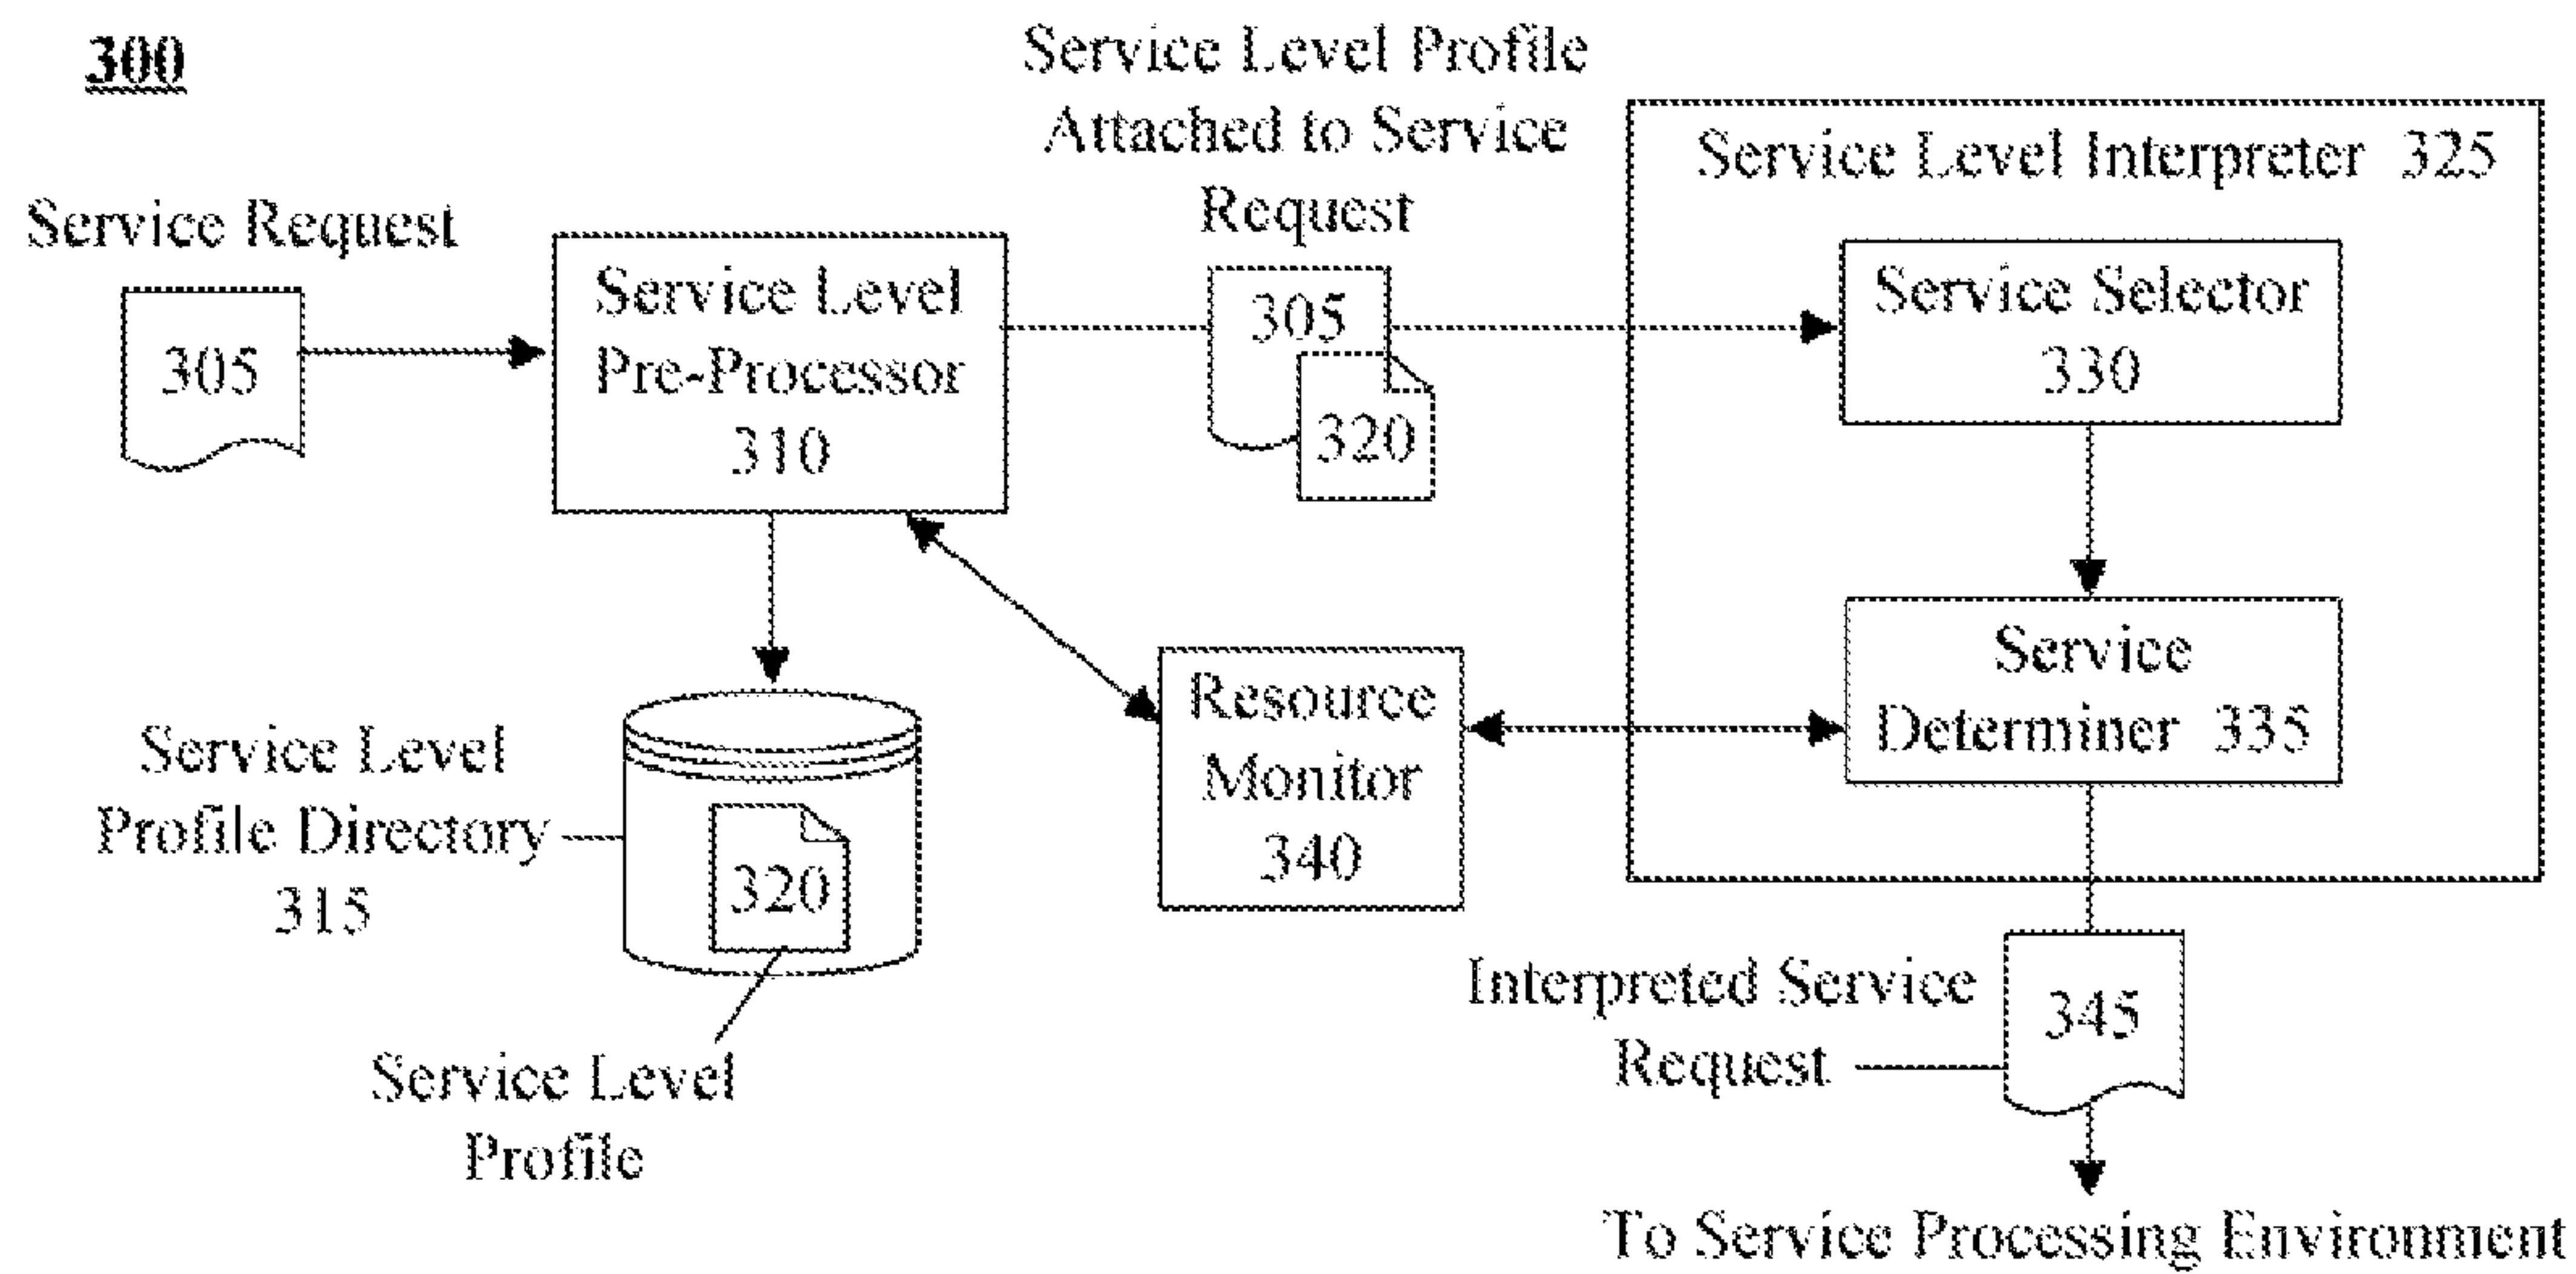 300
Service Level Profile
Attached to Service
Request
Service Level Interpreter 325
Service Request
305
Service Level
Pre-Processor
310
305
320
Service Selector
330
Service
Determiner 335
Resource
Monitor
340
Service Level
Profile Directory
315
320
Service Level
Profile
Interpreted Service
Request
345
To Service Processing Environment